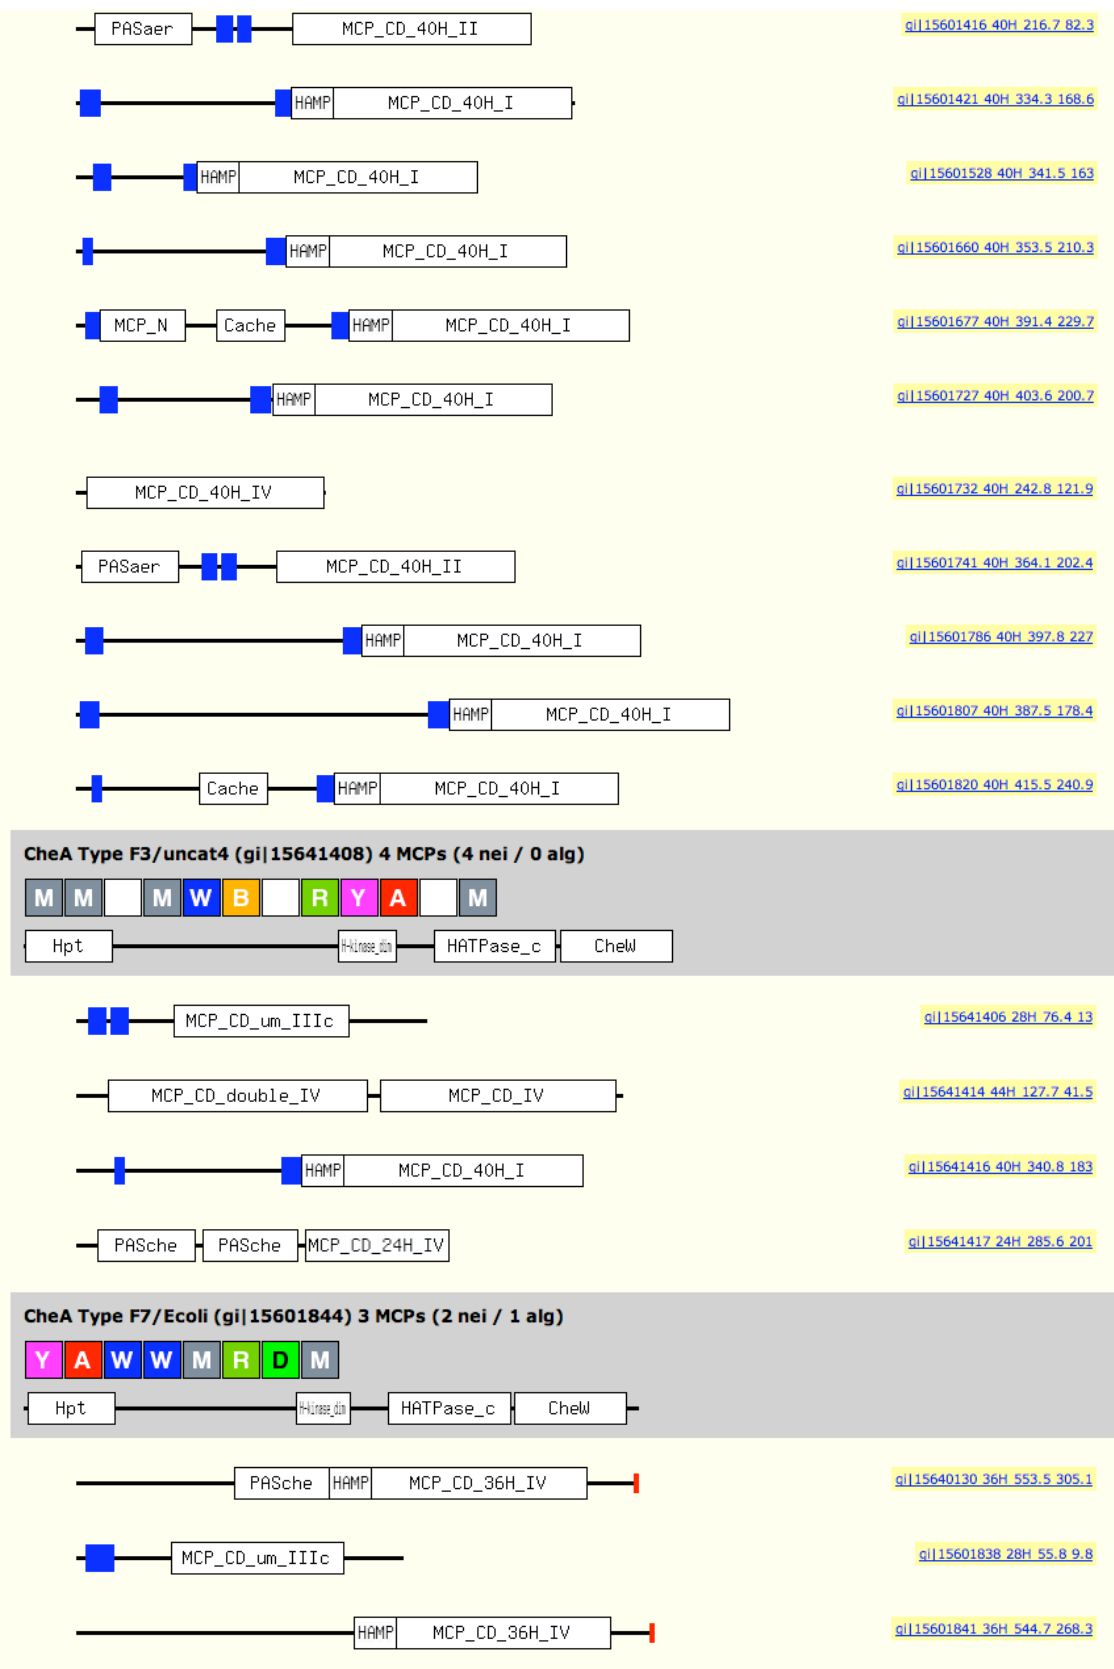 PASaer MCP_CD_40H_II gi|15601416 40H 216.7 82.3
HAMP MCP_CD_40H_I gi|15601421 40H 334.3 168.6
HAMP MCP_CD_40H_I gi|15601528 40H 341.5 163
HAMP MCP_CD_40H_I gi|15601660 40H 353.5 210.3
MCP_N Cache HAMP MCP_CD_40H_I gi|15601677 40H 391.4 229.7
HAMP MCP_CD_40H_I gi|15601727 40H 403.6 200.7
MCP_CD_40H_IV gi|15601732 40H 242.8 121.9
PASaer MCP_CD_40H_II gi|15601741 40H 364.1 202.4
HAMP MCP_CD_40H_I gi|15601786 40H 397.8 227
HAMP MCP_CD_40H_I gi|15601807 40H 387.5 178.4
Cache HAMP MCP_CD_40H_I gi|15601820 40H 415.5 240.9
CheA Type F3/uncat4 (gi|15641408) 4 MCPs (4 nei / 0 alg)
M M M W B R Y A M
Hpt H-kinase_dim HATPase_c CheW
MCP_CD_um_IIIc gi|15641406 28H 76.4 13
MCP_CD_double_IV MCP_CD_IV gi|15641414 44H 127.7 41.5
HAMP MCP_CD_40H_I gi|15641416 40H 340.8 183
PASche PASche MCP_CD_24H_IV gi|15641417 24H 285.6 201
CheA Type F7/Ecoli (gi|15601844) 3 MCPs (2 nei / 1 alg)
Y A W W M R D M
Hpt H-kinase_dim HATPase_c CheW
PASche HAMP MCP_CD_36H_IV gi|15640130 36H 553.5 305.1
MCP_CD_um_IIIc gi|15601838 28H 55.8 9.8
HAMP MCP_CD_36H_IV gi|15601841 36H 544.7 268.3